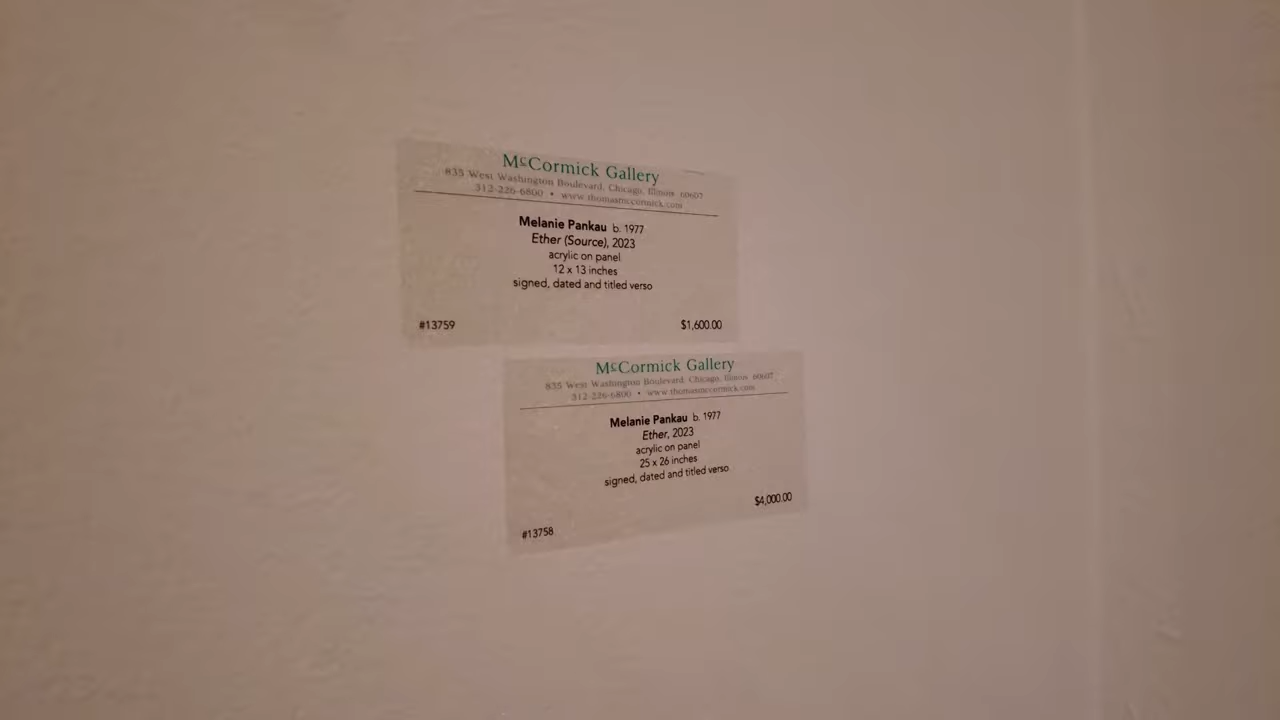 McCormick Gallery
835 West Washington Boulevard, Chicago, Illinois 60607
312-226-6800 • www.thomasmccormick.com
Melanie Pankau b. 1977
Ether (Source), 2023
acrylic on panel
12 x 13 inches
signed, dated and titled verso
#13759 $1,600.00
McCormick Gallery
835 West Washington Boulevard, Chicago, Illinois 60607
312-226-6800 • www.thomasmccormick.com
Melanie Pankau b. 1977
Ether, 2023
acrylic on panel
25 x 26 inches
signed, dated and titled verso
$4,000.00
#13758